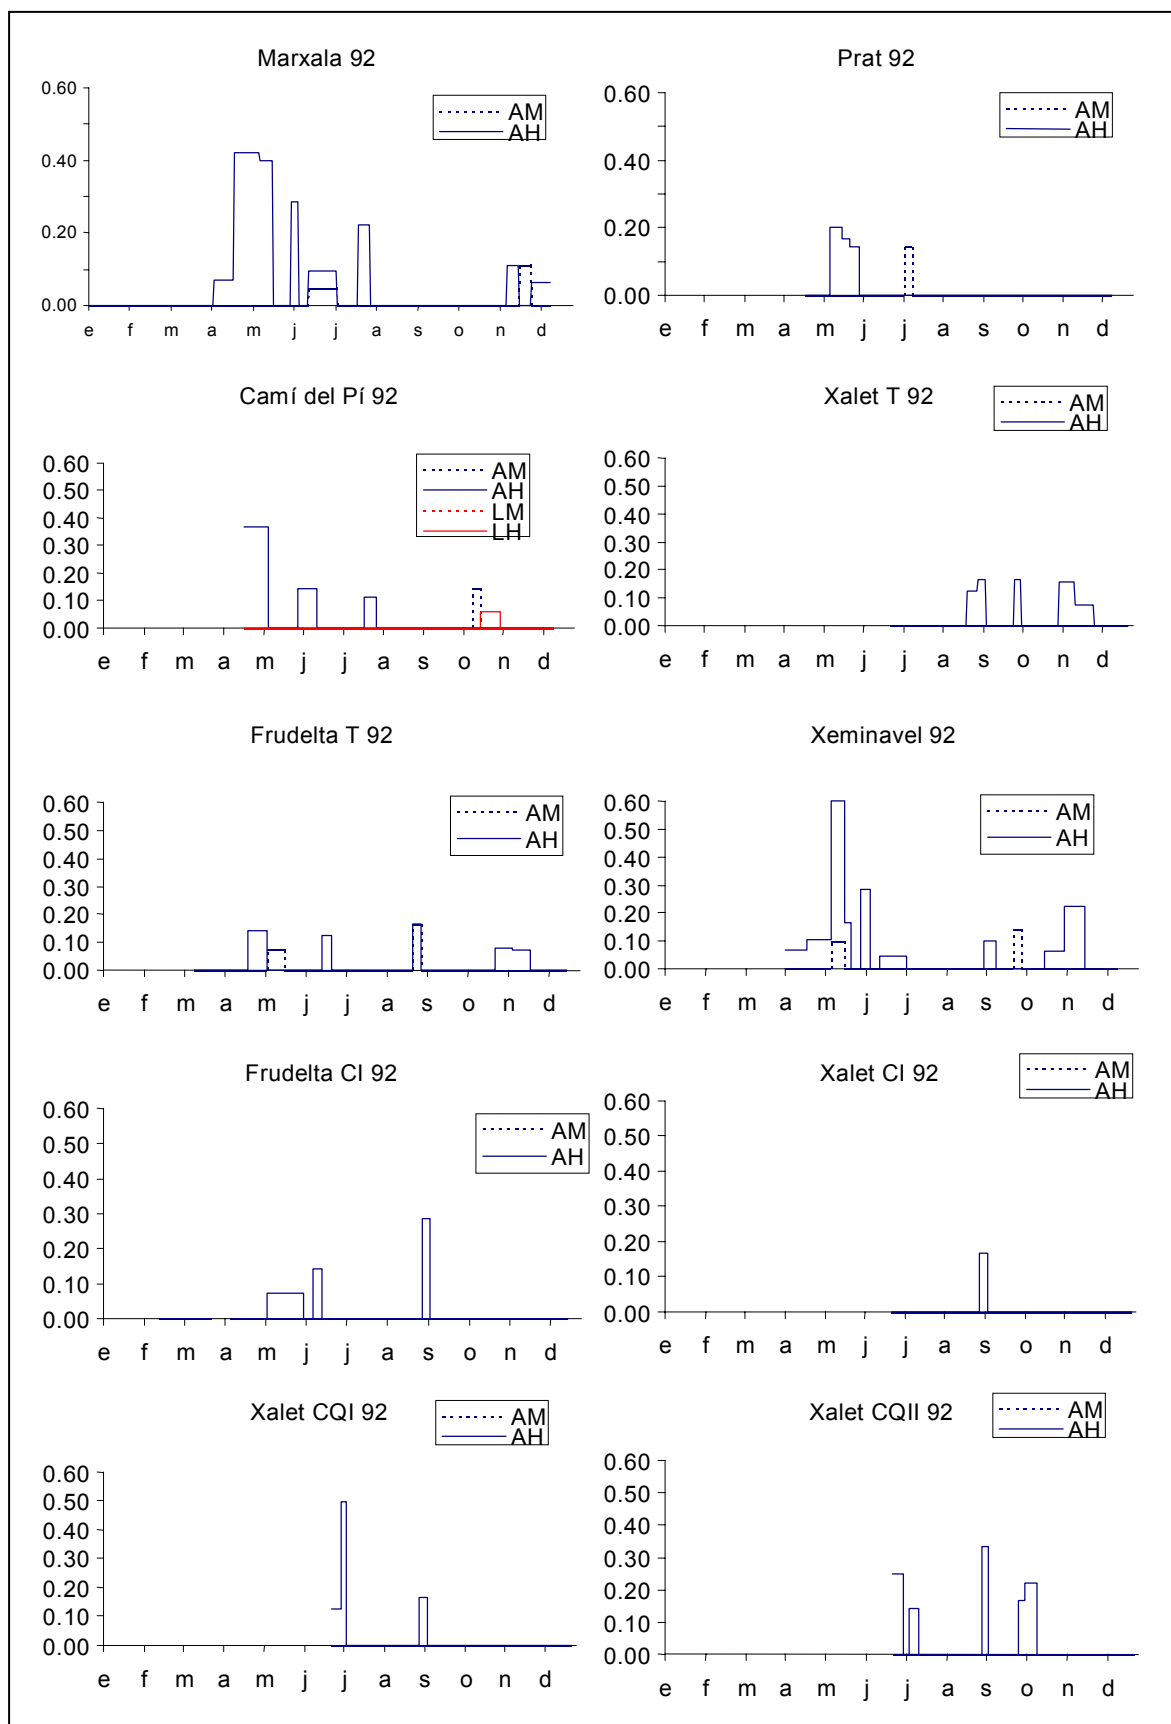 Marxala 92
0.60
0.40
0.20
0.00
e f m a m j j a s o n d
AM
AH
Prat 92
0.60
0.40
0.20
0.00
e f m a m j j a s o n d
AM
AH
Camí del Pí 92
0.60
0.50
0.40
0.30
0.20
0.10
0.00
e f m a m j j a s o n d
AM
AH
LM
LH
Xalet T 92
0.60
0.50
0.40
0.30
0.20
0.10
0.00
e f m a m j j a s o n d
AM
AH
Frudelta T 92
0.60
0.50
0.40
0.30
0.20
0.10
0.00
e f m a m j j a s o n d
AM
AH
Xeminavel 92
0.60
0.50
0.40
0.30
0.20
0.10
0.00
e f m a m j j a s o n d
AM
AH
Frudelta CI 92
0.60
0.50
0.40
0.30
0.20
0.10
0.00
e f m a m j j a s o n d
AM
AH
Xalet CI 92
0.60
0.50
0.40
0.30
0.20
0.10
0.00
e f m a m j j a s o n d
AM
AH
Xalet CQI 92
0.60
0.50
0.40
0.30
0.20
0.10
0.00
e f m a m j j a s o n d
AM
AH
Xalet CQII 92
0.60
0.50
0.40
0.30
0.20
0.10
0.00
e f m a m j j a s o n d
AM
AH